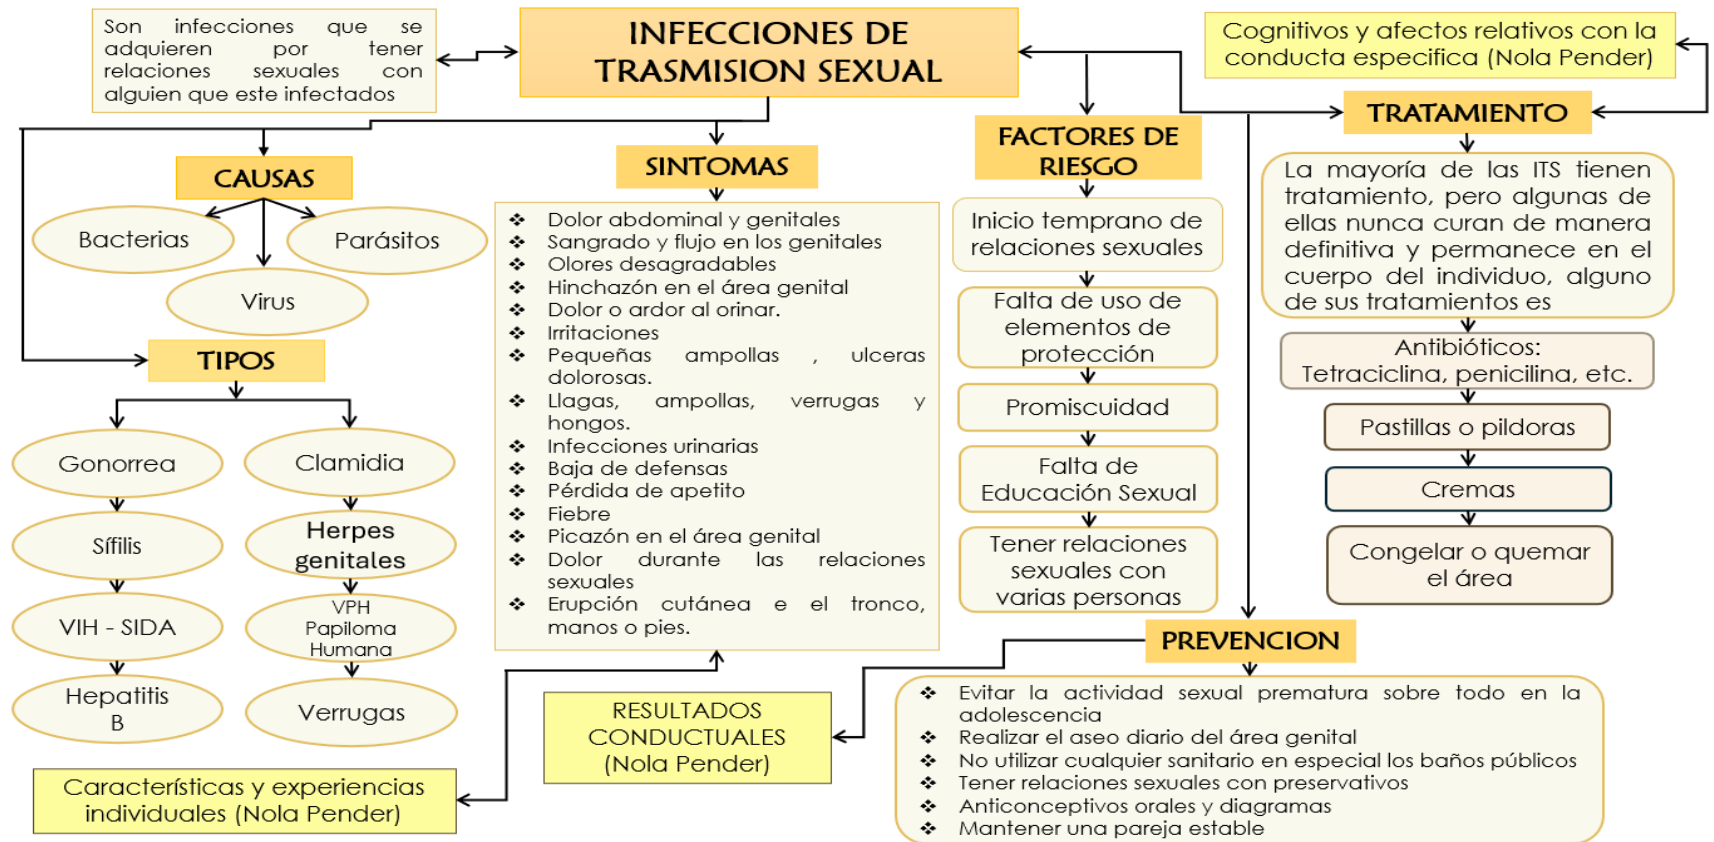 Son infecciones que se
adquieren por tener
relaciones sexuales con
alguien que este infectados
INFECCIONES DE
TRASMISION SEXUAL
Cognitivos y afectos relativos con la
conducta especifica (Nola Pender)
CAUSAS
Bacterias
Parásitos
Virus
TIPOS
Gonorrea
Sífilis
VIH - SIDA
Hepatitis
B
Clamidia
Herpes
genitales
VPH
Papiloma
Humana
Verrugas
Características y experiencias
individuales (Nola Pender)
SINTOMAS
❖ Dolor abdominal y genitales
❖ Sangrado y flujo en los genitales
❖ Olores desagradables
❖ Hinchazón en el área genital
❖ Dolor o ardor al orinar.
❖ Irritaciones
❖ Pequeñas ampollas , ulceras
dolorosas.
❖ Llagas, ampollas, verrugas y
hongos.
❖ Infecciones urinarias
❖ Baja de defensas
❖ Pérdida de apetito
❖ Fiebre
❖ Picazón en el área genital
❖ Dolor durante las relaciones
sexuales
❖ Erupción cutánea e el tronco,
manos o pies.
RESULTADOS
CONDUCTUALES
(Nola Pender)
FACTORES DE
RIESGO
Inicio temprano de
relaciones sexuales
Falta de uso de
elementos de
protección
Promiscuidad
Falta de
Educación Sexual
Tener relaciones
sexuales con
varias personas
TRATAMIENTO
La mayoría de las ITS tienen
tratamiento, pero algunas de
ellas nunca curan de manera
definitiva y permanece en el
cuerpo del individuo, alguno
de sus tratamientos es
Antibióticos:
Tetraciclina, penicilina, etc.
Pastillas o pildoras
Cremas
Congelar o quemar
el área
PREVENCION
❖ Evitar la actividad sexual prematura sobre todo en la
adolescencia
❖ Realizar el aseo diario del área genital
❖ No utilizar cualquier sanitario en especial los baños públicos
❖ Tener relaciones sexuales con preservativos
❖ Anticonceptivos orales y diagramas
❖ Mantener una pareja estable